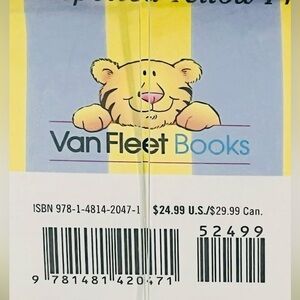 Van Fleet Books
ISBN 978-1-4814-2047-1 $24.99 U.S./$29.99 Can.
52499
9 781481 420471